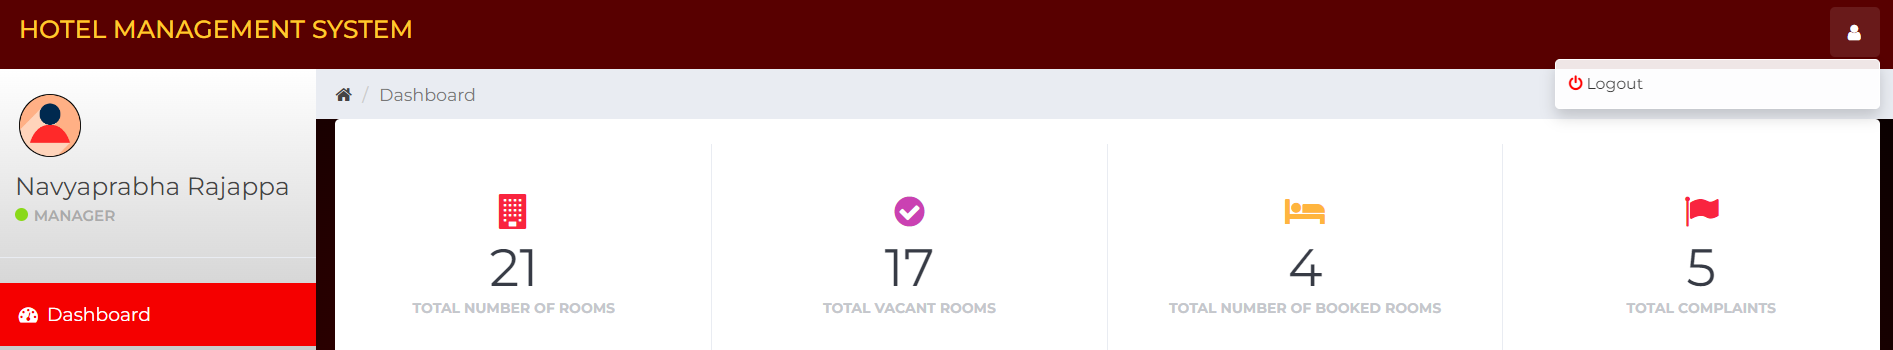 HOTEL MANAGEMENT SYSTEM
Logout
/ Dashboard
Navyaprabha Rajappa
MANAGER
Dashboard
21
TOTAL NUMBER OF ROOMS
17
TOTAL VACANT ROOMS
4
TOTAL NUMBER OF BOOKED ROOMS
5
TOTAL COMPLAINTS